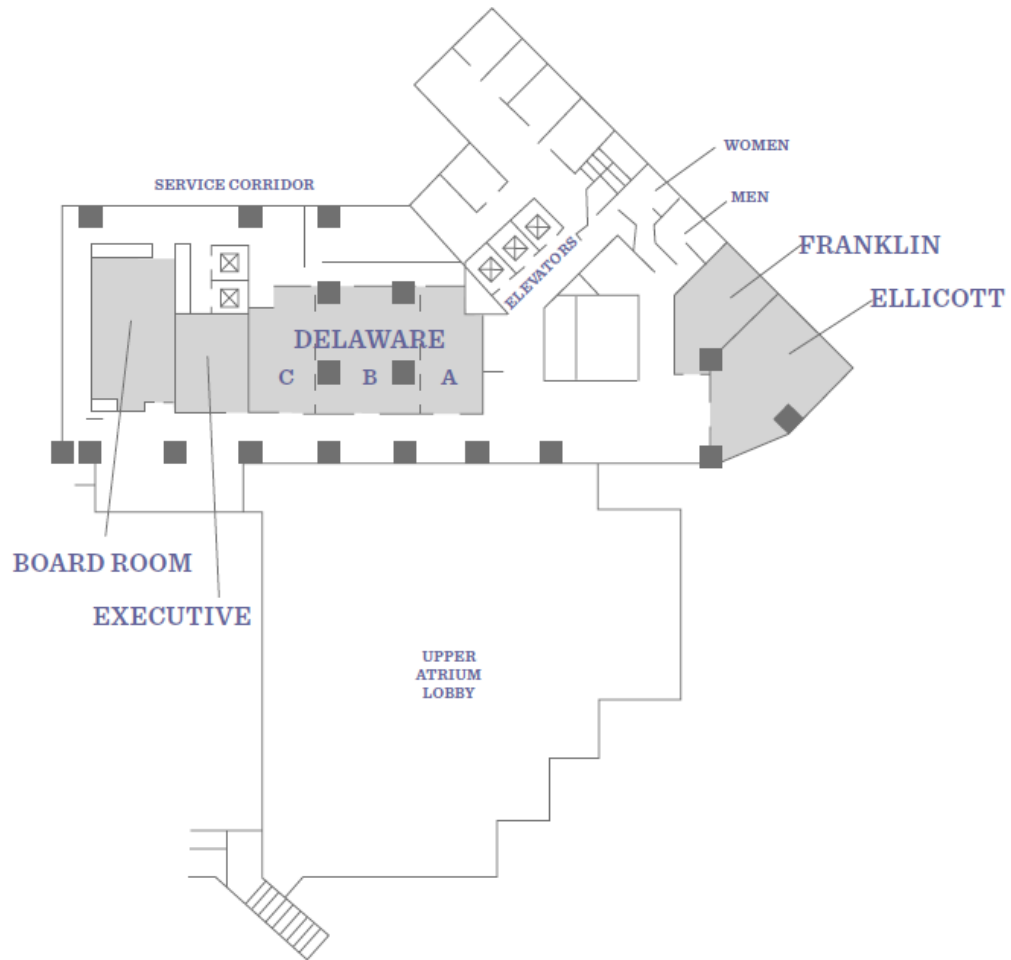 WOMEN
SERVICE CORRIDOR
MEN
FRANKLIN
ELEVATORS
ELLICOTT
DELAWARE
C B A
BOARD ROOM
EXECUTIVE
UPPER
ATRIUM
LOBBY